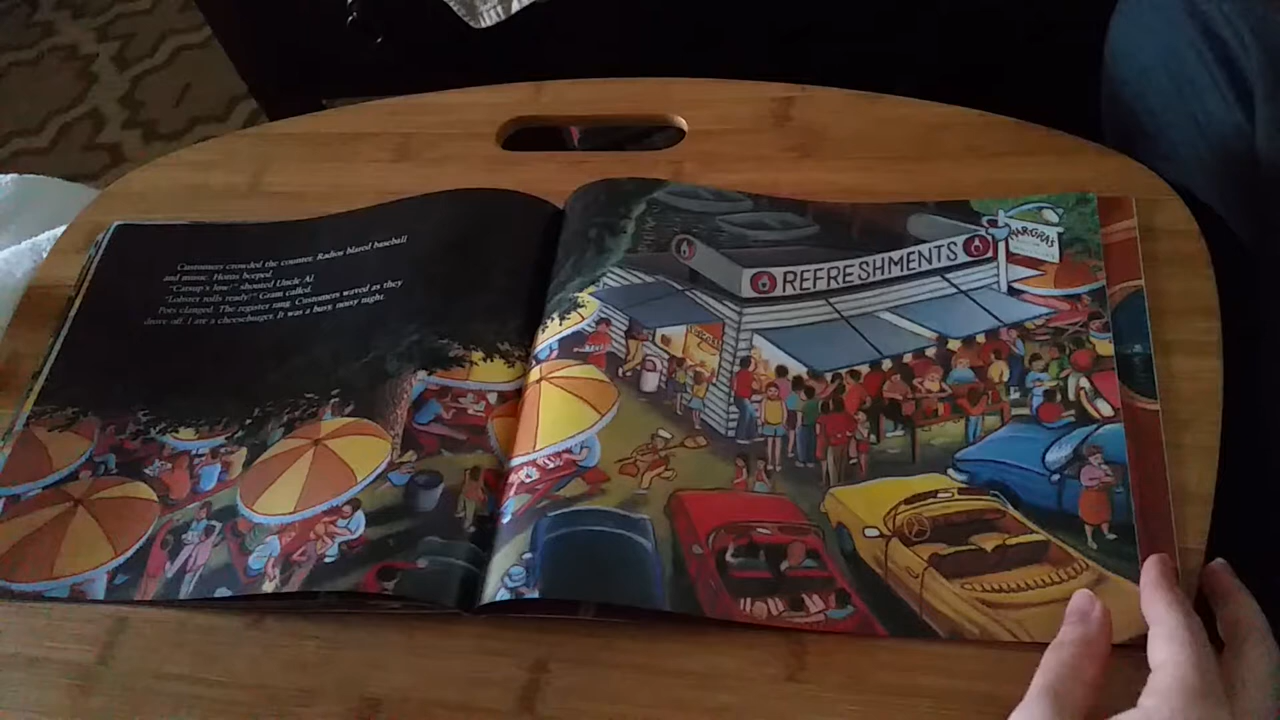 Customers crowded the counter. Radios blared baseball
and music. Horns beeped.
"Catsup's low!" shouted Uncle Al.
"Lobster rolls ready!" Gram called.
Pots clanged. The register rang. Customers waved as they
drove off. I ate a cheeseburger. It was a busy, noisy night.
REFRESHMENTS